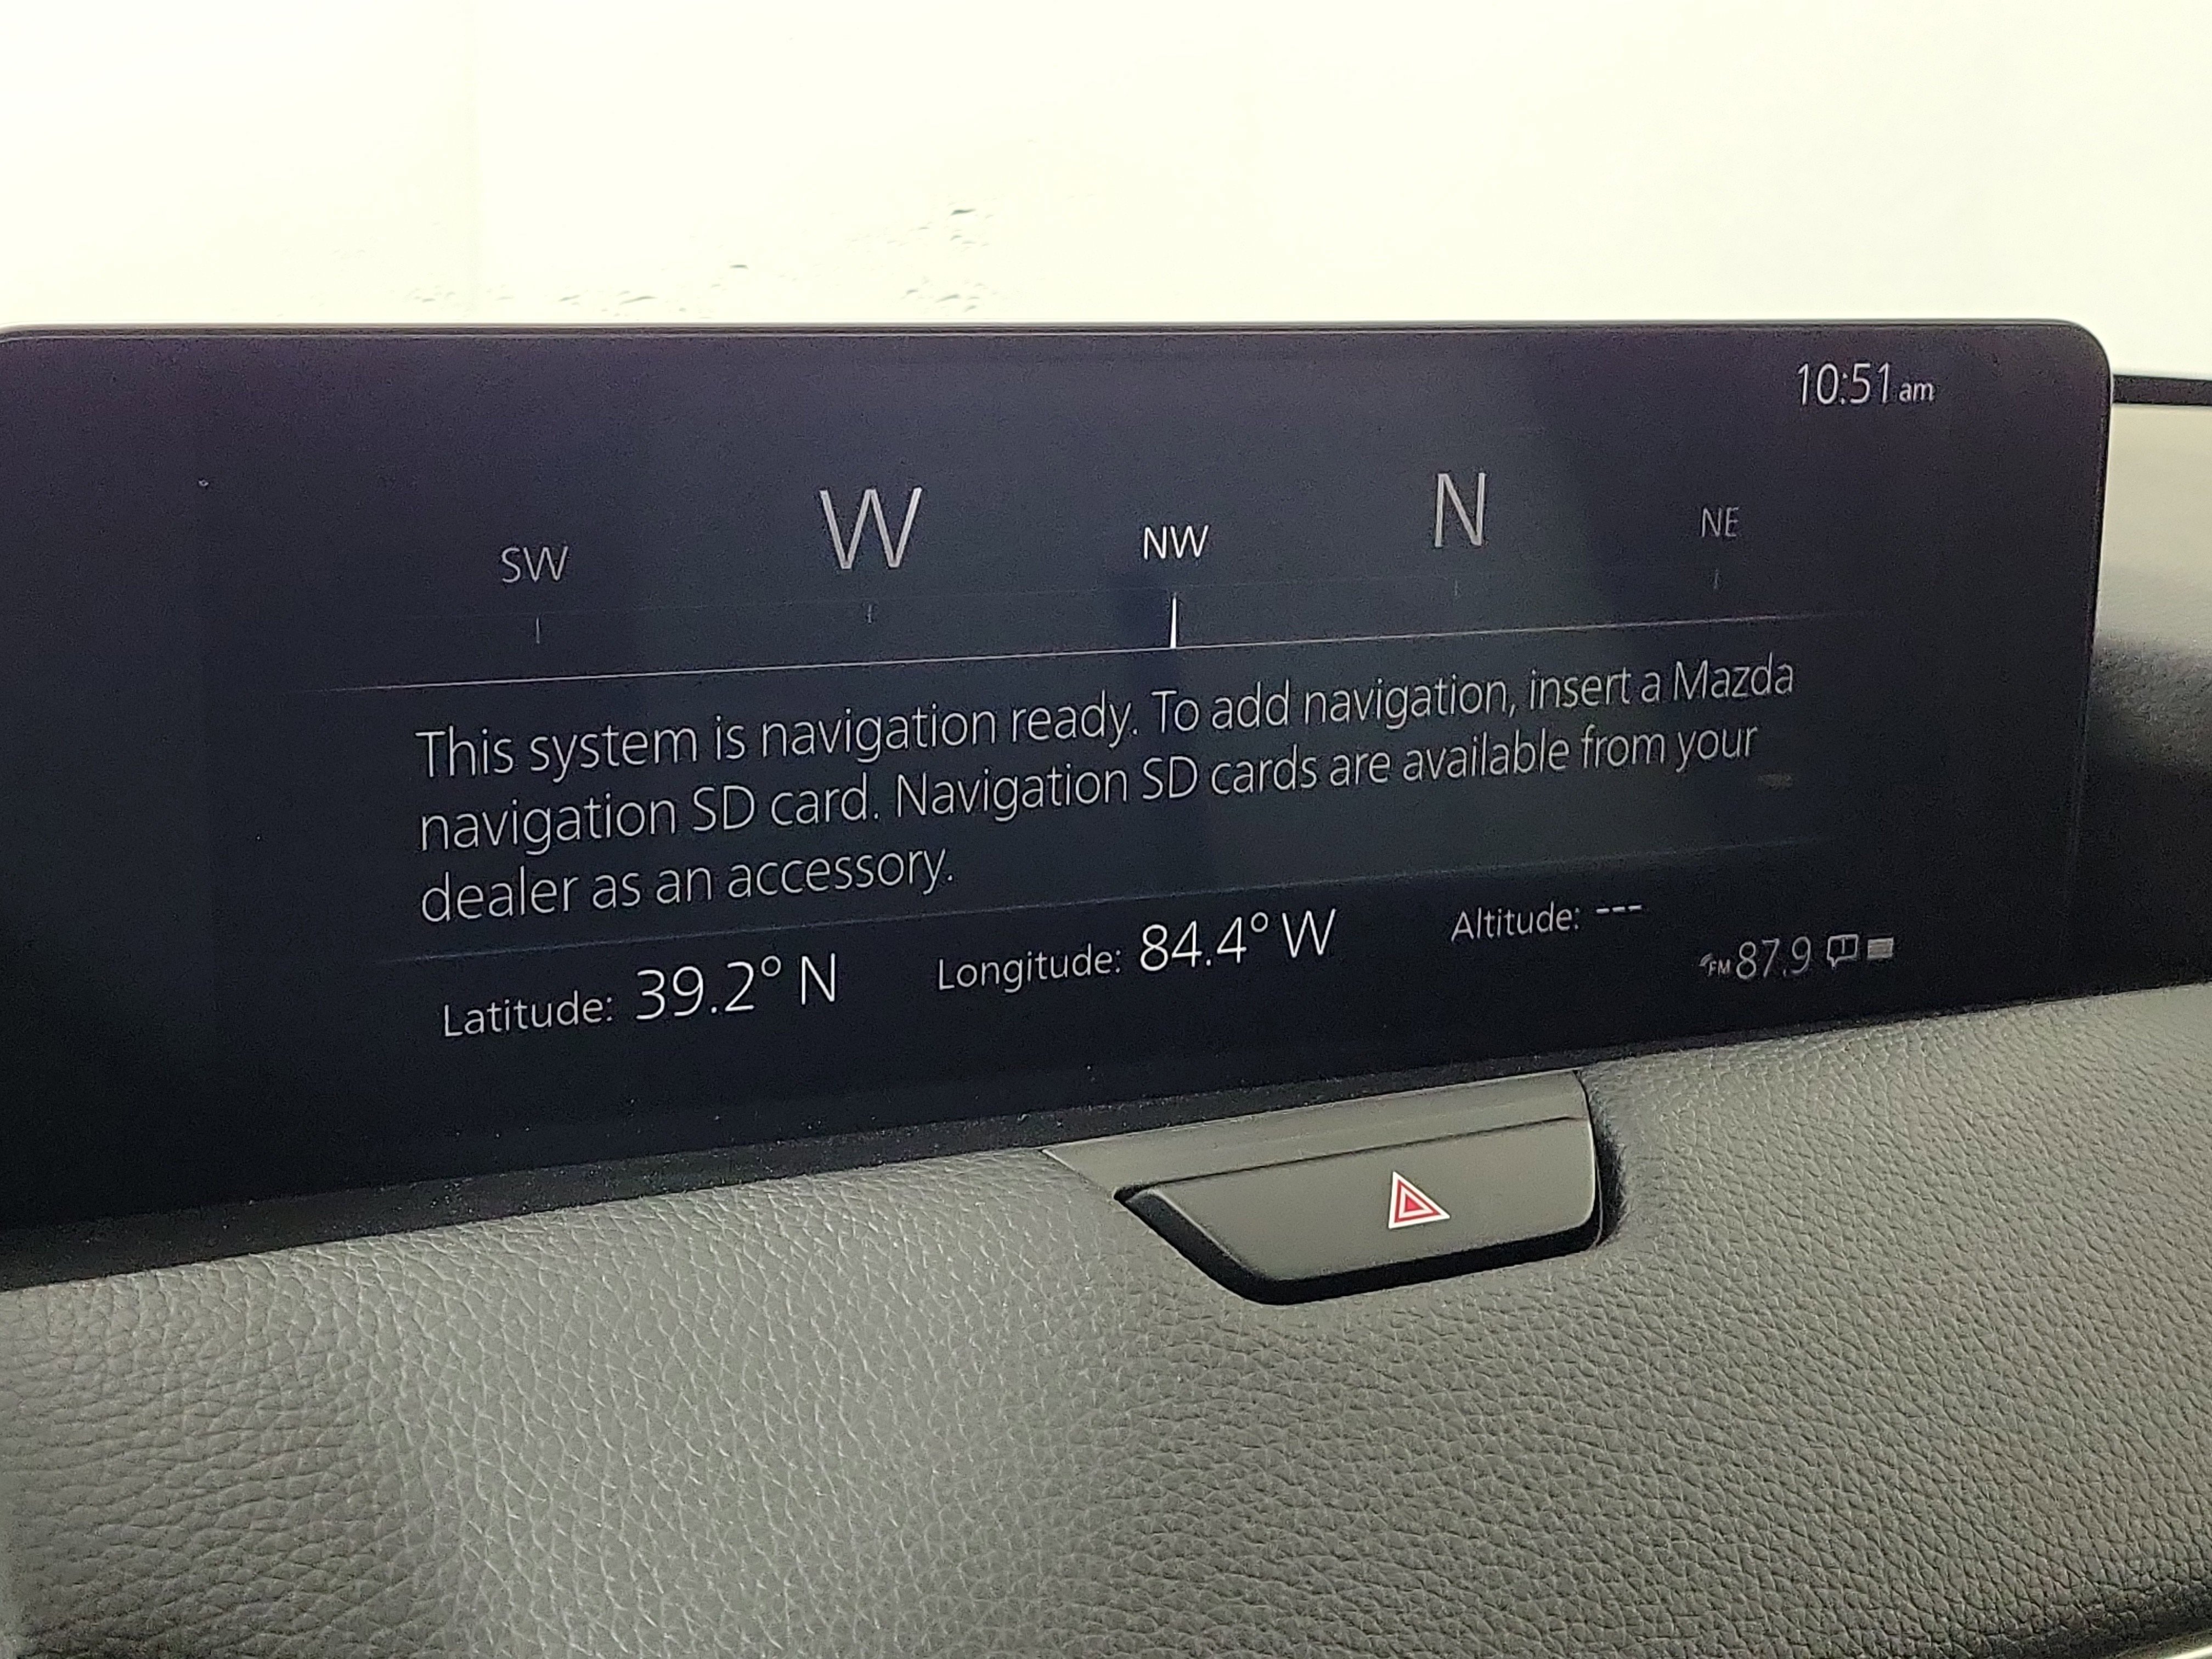 10:51 am
SW W NW N NE
This system is navigation ready. To add navigation, insert a Mazda
navigation SD card. Navigation SD cards are available from your
dealer as an accessory.
Latitude: 39.2° N Longitude: 84.4° W Altitude: ---
FM 87.9